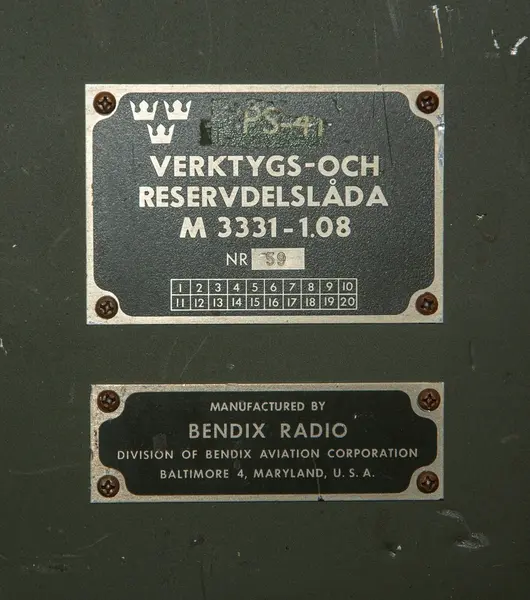 PS-41
VERKTYGS-OCH
RESERVDELSLÅDA
M 3331-1.08
NR 59
1 2 3 4 5 6 7 8 9 10
11 12 13 14 15 16 17 18 19 20
MANUFACTURED BY
BENDIX RADIO
DIVISION OF BENDIX AVIATION CORPORATION
BALTIMORE 4, MARYLAND, U.S.A.